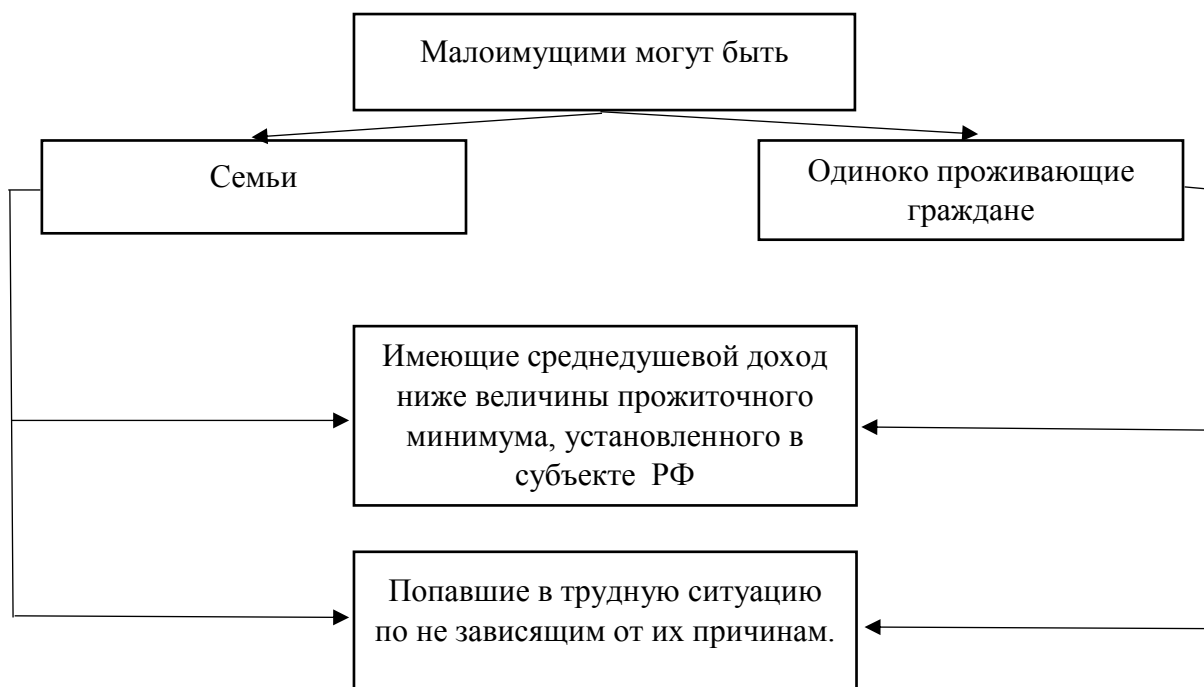 Малоимущими могут быть
Семьи
Одиноко проживающие
граждане
Имеющие среднедушевой доход
ниже величины прожиточного
минимума, установленного в
субъекте РФ
Попавшие в трудную ситуацию
по не зависящим от их причинам.